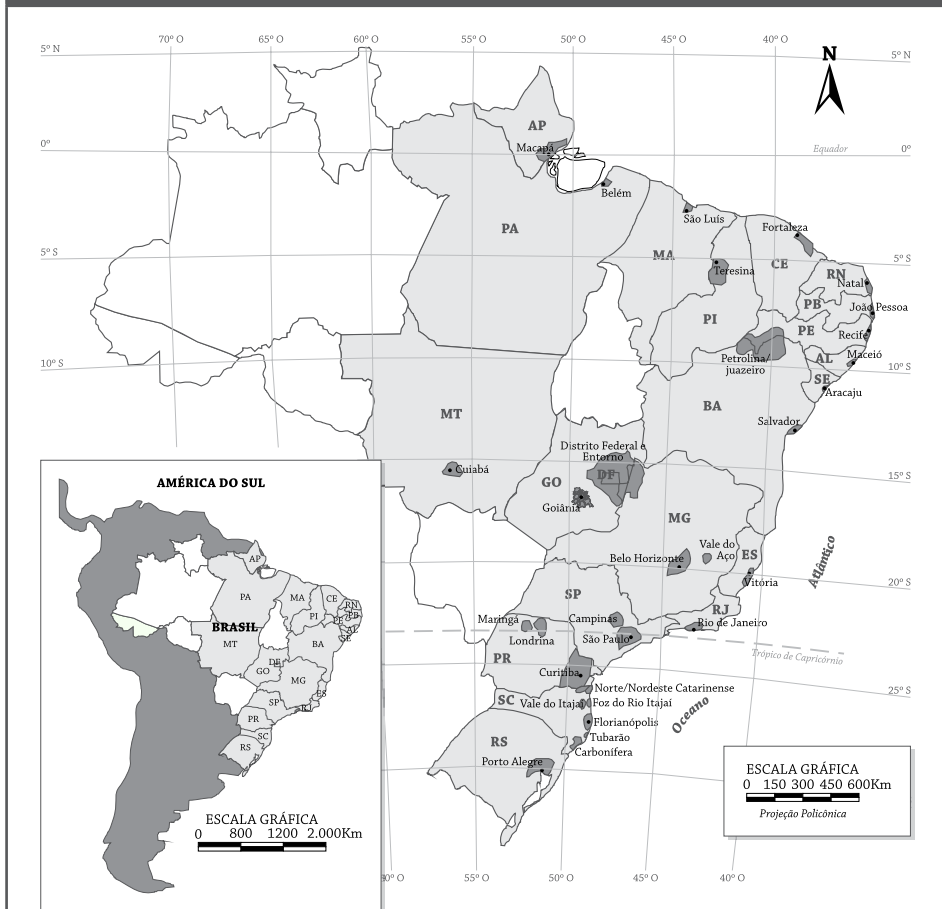 70° O 65° O 60° O 55° O 50° O 45° O 40° O
5° N 5° N
N
AP
Macapá
0° Equador 0°
Belém
São Luís
Fortaleza
PA
MA
CE
5° S 5° S
Teresina
RN
Natal
PB
João Pessoa
PI
PE
Recife
Petrolina/
juazeiro
AL
Maceió
10° S 10° S
SE
Aracaju
MT
BA
Salvador
Distrito Federal e
Entorno
Cuiabá
DF
15° S
GO
Goiânia
MG
Vale do
Aço
Belo Horizonte
ES
Vitória
20° S
Atlântico
SP
RJ
Rio de Janeiro
Maringá
Campinas
Londrina
São Paulo
Trópico de Capricórnio
PR
Curitiba
25° S
Norte/Nordeste Catarinense
SC
Vale do Itajaí
Foz do Rio Itajaí
Oceano
Florianópolis
Tubarão
RS
Carbonífera
Porto Alegre
ESCALA GRÁFICA
0 150 300 450 600Km
Projeção Policônica
55° O 50° O 45° O 40° O
AMÉRICA DO SUL
AP
PA
MA
CE
RN
PB
PE
PI
AL
SE
BRASIL
MT
BA
DF
GO
MG
ES
SP
RJ
PR
SC
RS
ESCALA GRÁFICA
0 800 1200 2.000Km